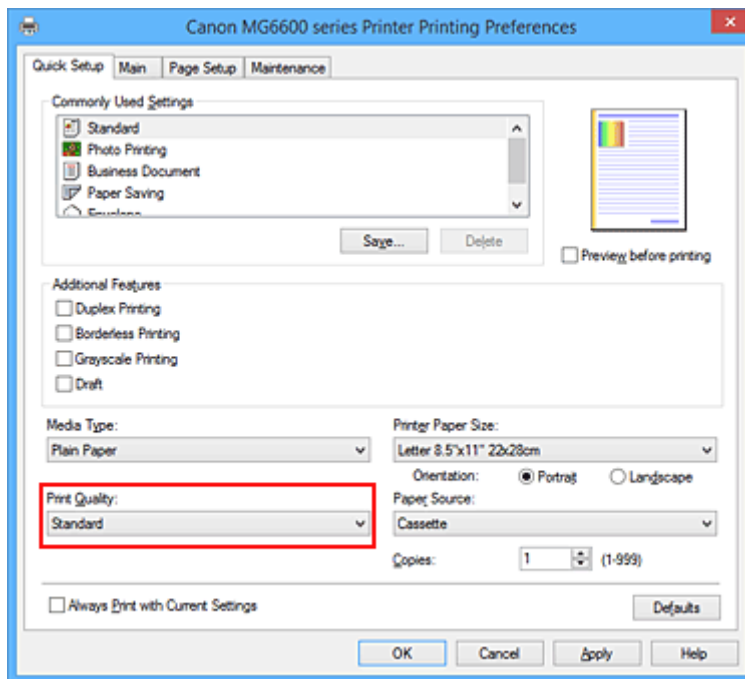 Canon MG6600 series Printer Printing Preferences
Quick Setup Main Page Setup Maintenance
Commonly Used Settings
Standard
Photo Printing
Business Document
Paper Saving
Envelope
Save... Delete
Preview before printing
Additional Features
Duplex Printing
Borderless Printing
Grayscale Printing
Draft
Media Type:
Plain Paper
Printer Paper Size:
Letter 8.5"x11" 22x28cm
Orientation: Portrait Landscape
Print Quality:
Standard
Paper Source:
Cassette
Copies: 1 (1-999)
Always Print with Current Settings
Defaults
OK Cancel Apply Help